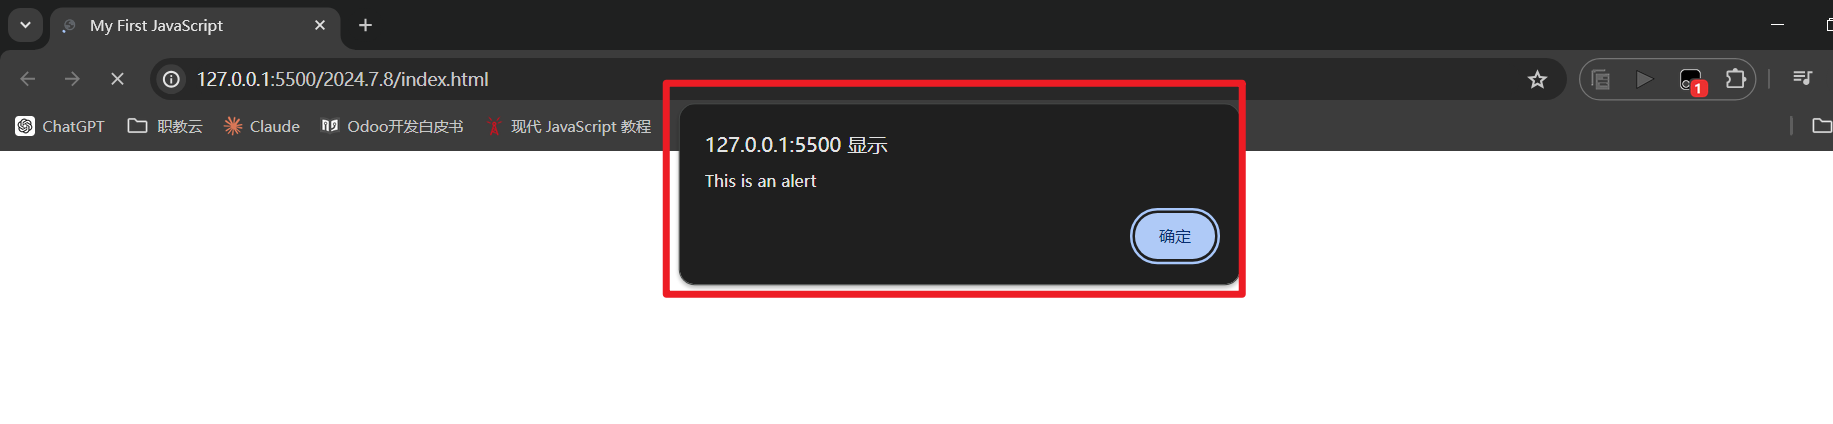 My First JavaScript
127.0.0.1:5500/2024.7.8/index.html
1
ChatGPT 职教云 Claude Odoo开发白皮书 现代 JavaScript 教程
127.0.0.1:5500 显示
This is an alert
确定